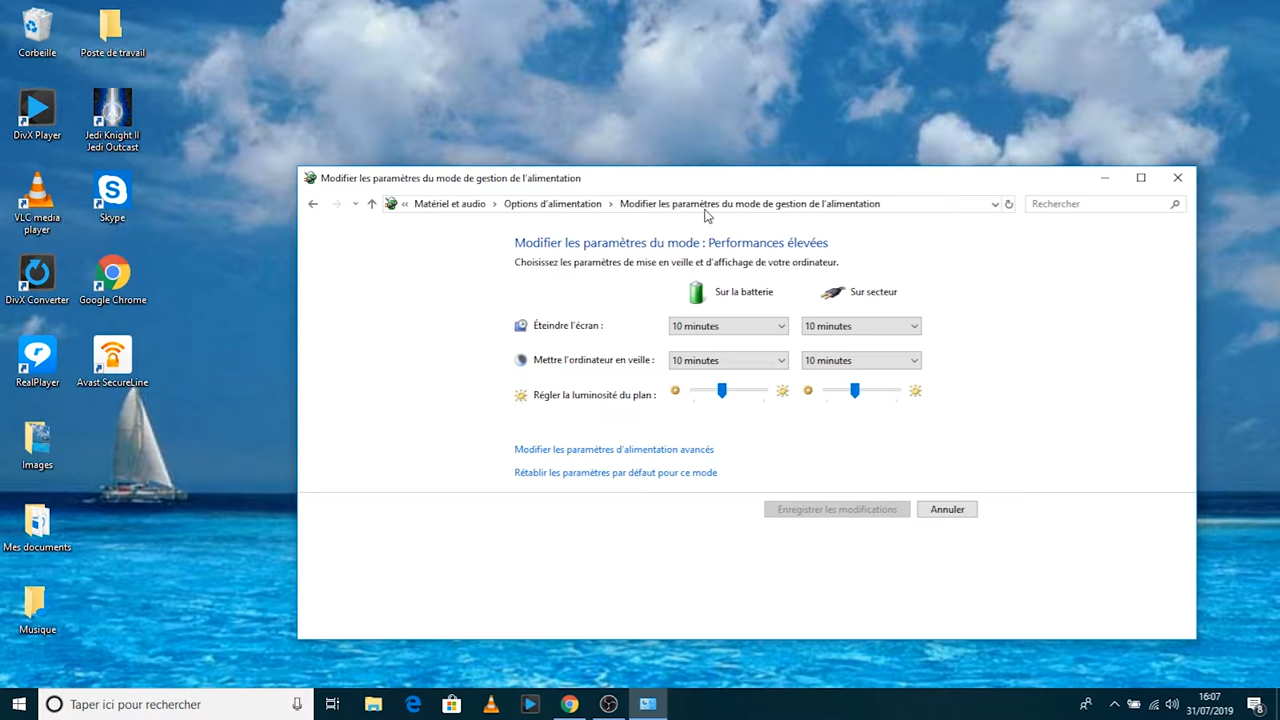 Corbeille
Poste de travail
DivX Player
Jedi Knight II
Jedi Outcast
VLC media
player
Skype
DivX Converter
Google Chrome
RealPlayer
Avast SecureLine
Images
Mes documents
Musique
Modifier les paramètres du mode de gestion de l'alimentation
« Matériel et audio > Options d'alimentation > Modifier les paramètres du mode de gestion de l'alimentation
Rechercher
Modifier les paramètres du mode : Performances élevées
Choisissez les paramètres de mise en veille et d'affichage de votre ordinateur.
Sur la batterie
Sur secteur
Éteindre l'écran :
10 minutes
10 minutes
Mettre l'ordinateur en veille :
10 minutes
10 minutes
Régler la luminosité du plan :
Modifier les paramètres d'alimentation avancés
Rétablir les paramètres par défaut pour ce mode
Enregistrer les modifications
Annuler
Taper ici pour rechercher
16:07
31/07/2019
8